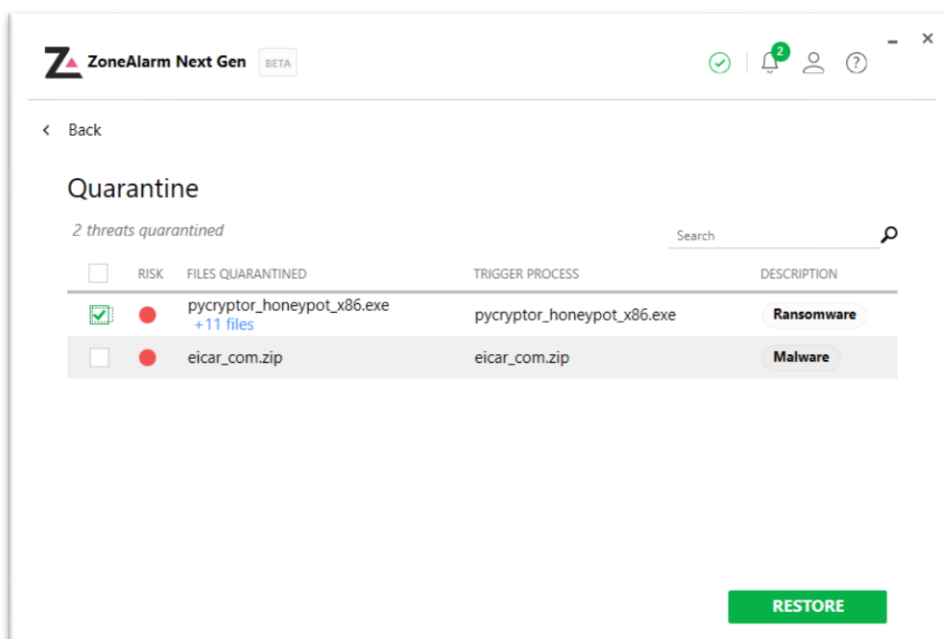 ZA ZoneAlarm Next Gen BETA 2 ?
Back
Quarantine
2 threats quarantined
Search
RISK FILES QUARANTINED TRIGGER PROCESS DESCRIPTION
pycryptor_honeypot_x86.exe pycryptor_honeypot_x86.exe Ransomware
+11 files
eicar_com.zip eicar_com.zip Malware
RESTORE